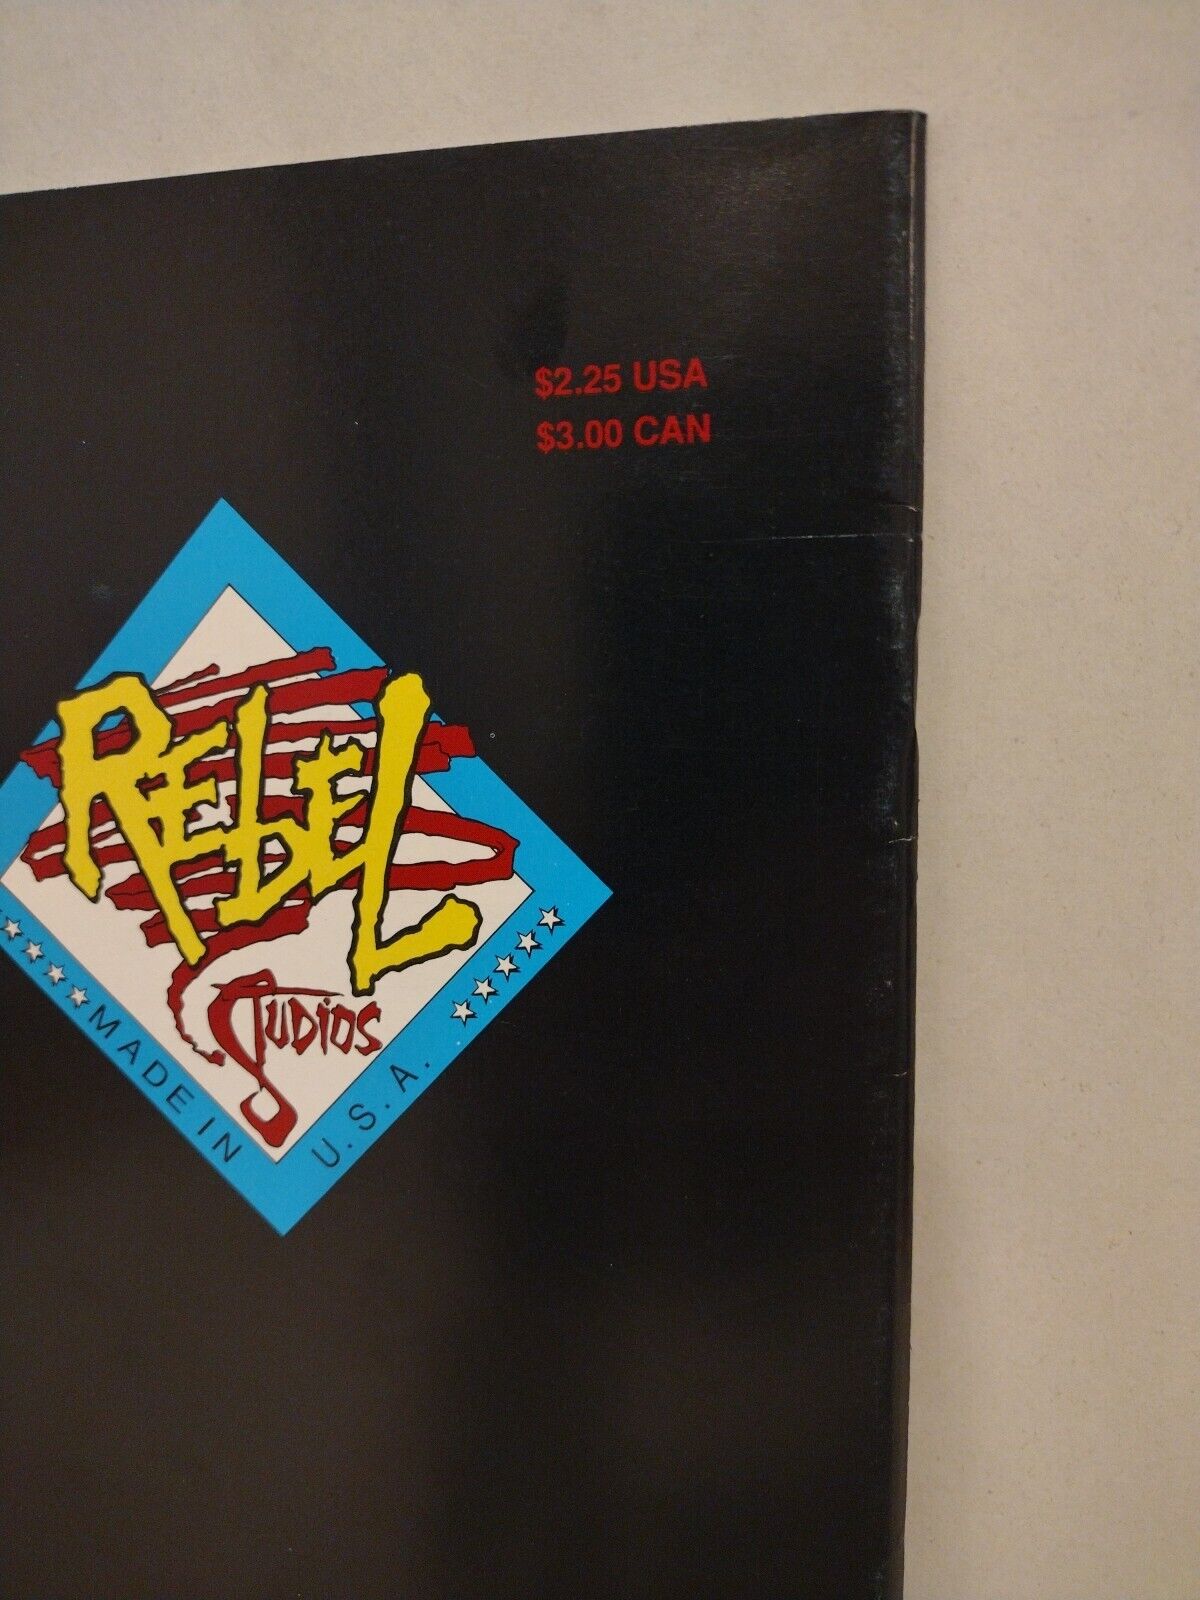 $2.25 USA
$3.00 CAN
REBEL
STUDIOS
MADE IN
U.S.A.